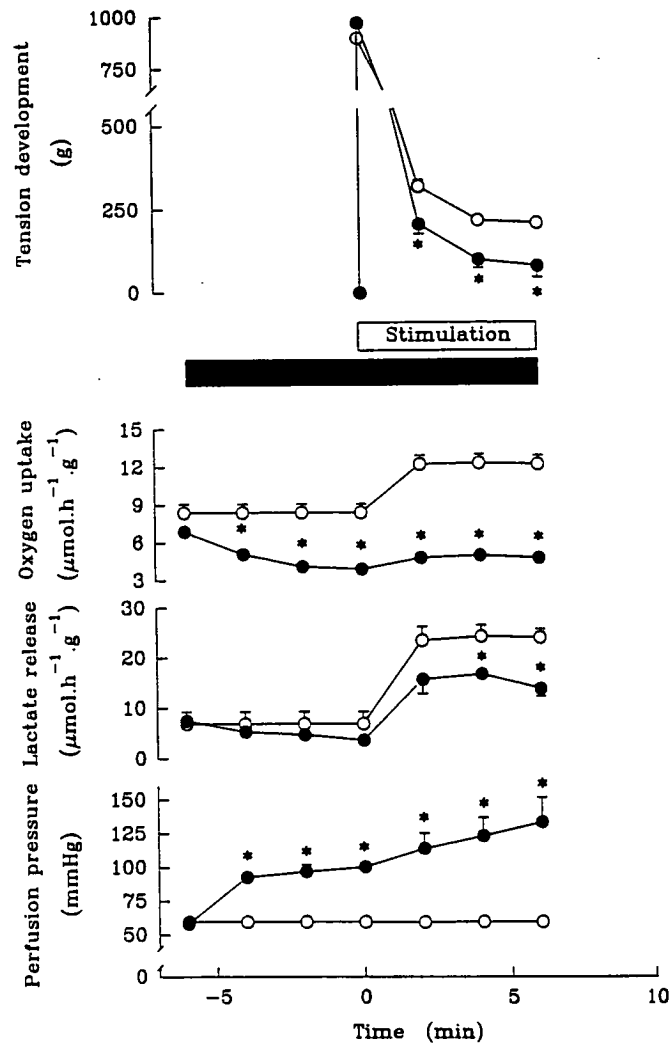 Tension development
(g)
1000
750
500
250
0
*
*
*
Stimulation
Oxygen uptake
(μmol.h⁻¹.g⁻¹)
15
12
9
6
3
* * * * * *
Lactate release
(μmol.h⁻¹.g⁻¹)
30
20
10
0
* *
Perfusion pressure
(mmHg)
150
125
100
75
50
0
* * * * * *
-5 0 5 10
Time (min)